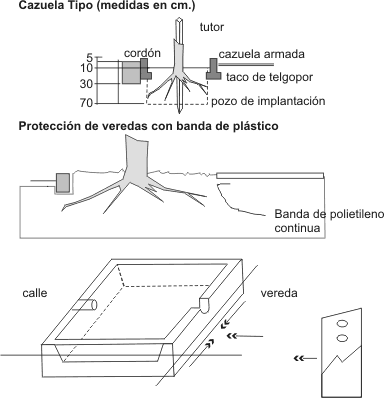 Cazuela Tipo (medidas en cm.)
tutor
cordón
cazuela armada
5
10
taco de telgopor
30
70
pozo de implantación
Protección de veredas con banda de plástico
Banda de polietileno
continua
calle
vereda